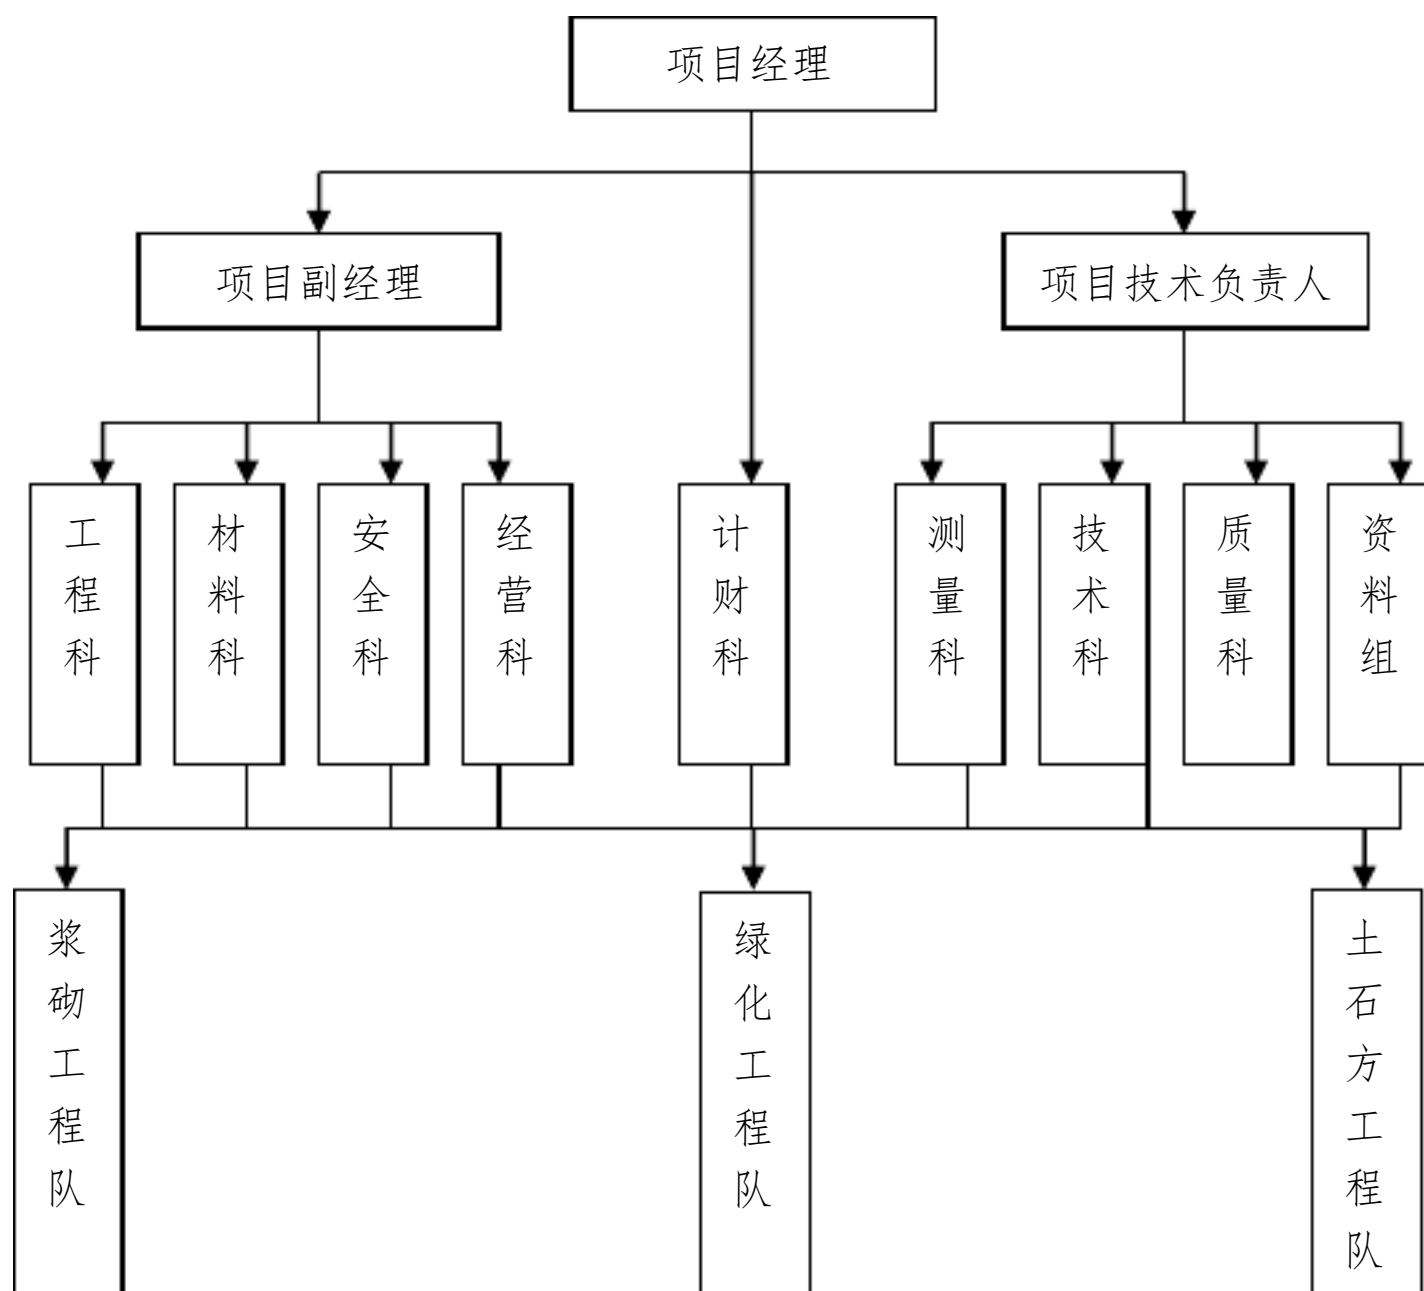 项目经理
项目副经理
项目技术负责人
工程科
材料科
安全科
经营科
计财科
测量科
技术科
质量科
资料组
浆砌工程队
绿化工程队
土石方工程队